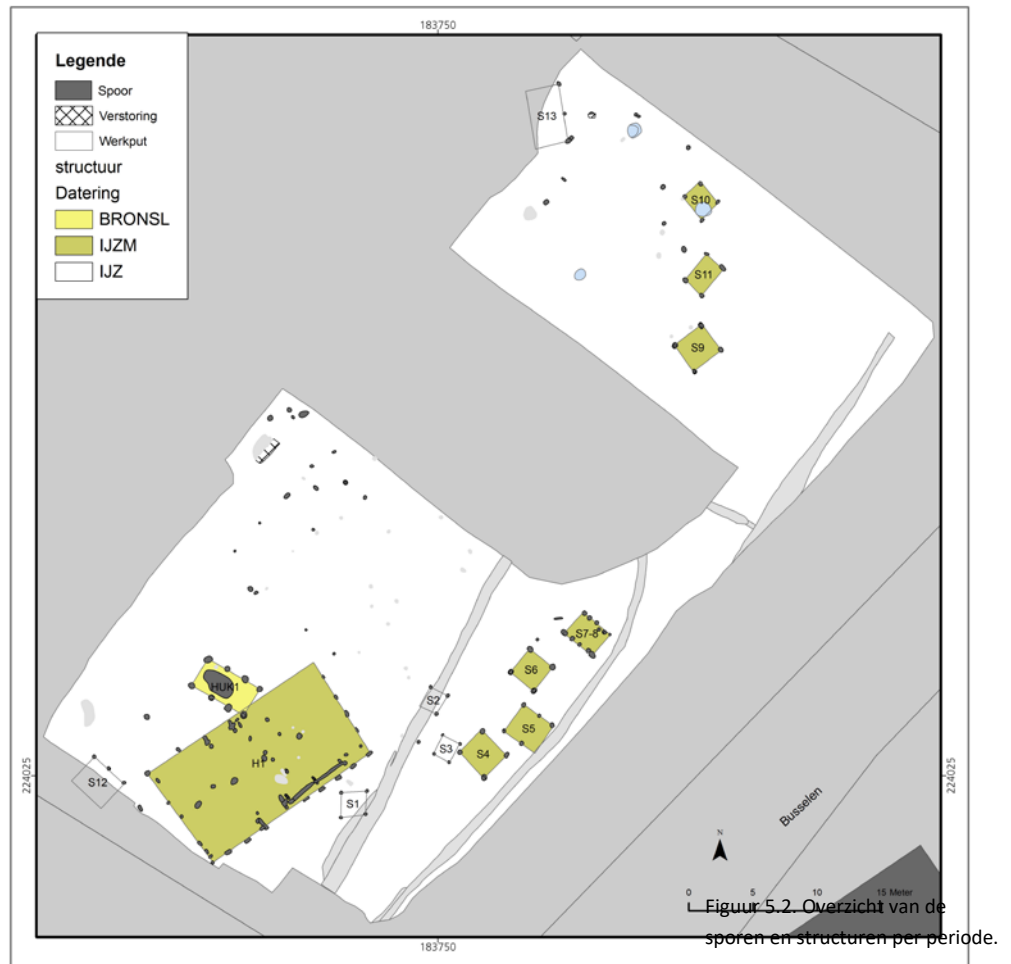 183750
Legende
Spoor
Verstoring
Werkput
structuur
Datering
BRONSL
IJZM
IJZ
S13
S10
S11
S9
S7-8
S6
HUK1
S2
S5
S3
S4
H1
S12
S1
224025
224025
Busselen
N
0 5 10 15 Meter
Figuur 5.2. Overzicht van de
sporen en structuren per periode.
183750